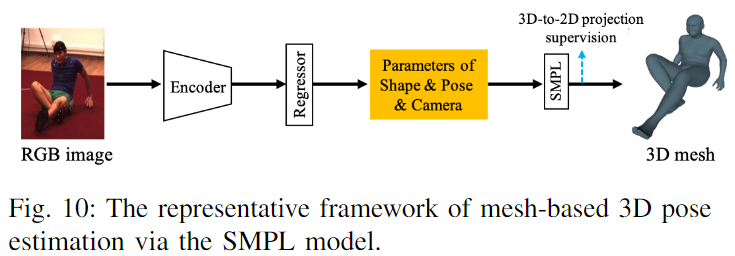 3D-to-2D projection
supervision
Encoder
Regressor
Parameters of
Shape & Pose
& Camera
SMPL
RGB image
3D mesh
Fig. 10: The representative framework of mesh-based 3D pose
estimation via the SMPL model.